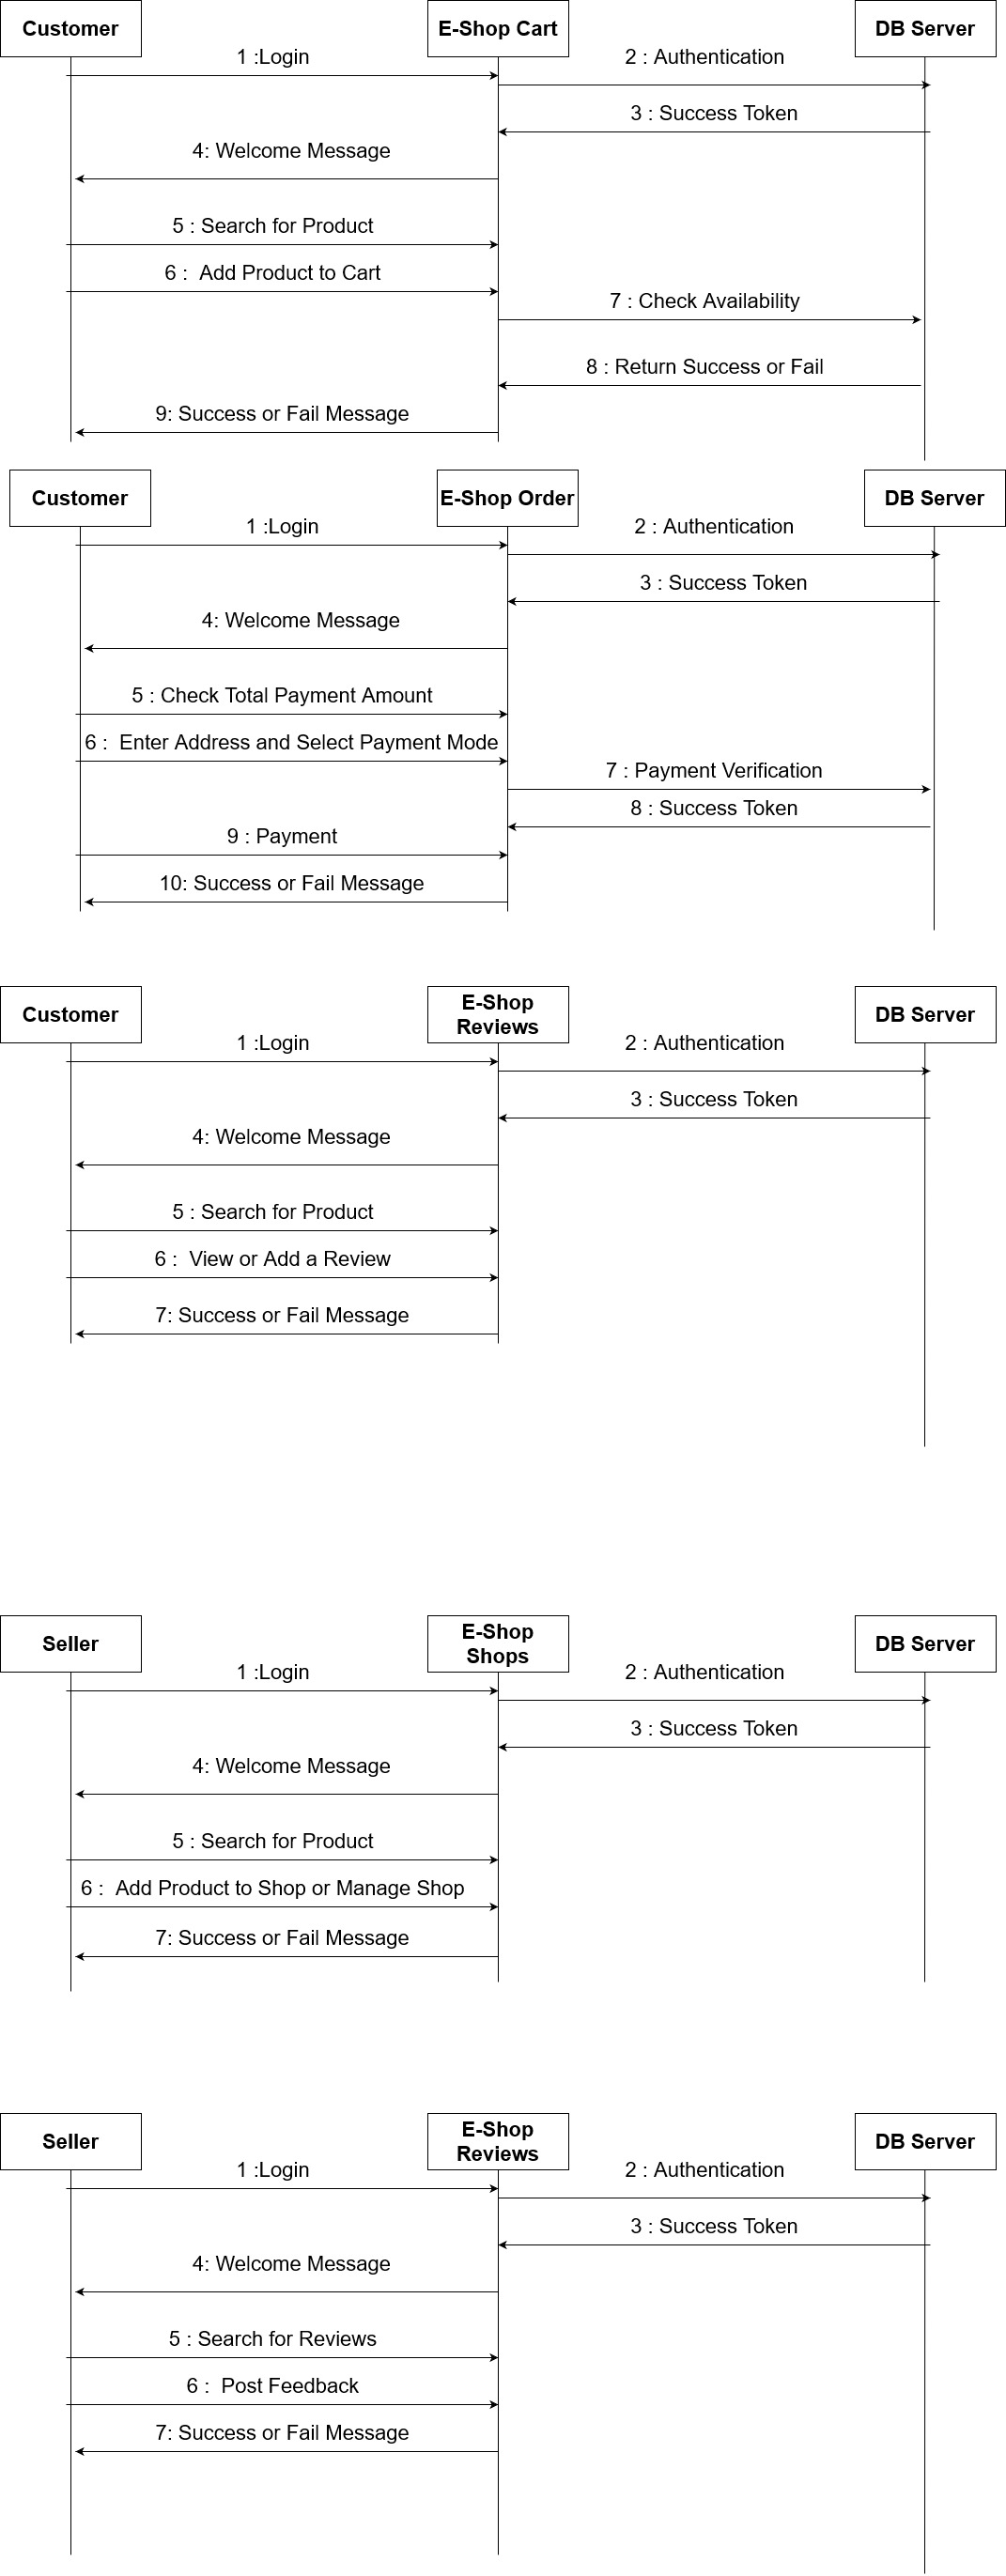 Customer
E-Shop Cart
DB Server
1 :Login
2 : Authentication
3 : Success Token
4: Welcome Message
5 : Search for Product
6 :  Add Product to Cart
7 : Check Availability
8 : Return Success or Fail
9: Success or Fail Message
Customer
E-Shop Order
DB Server
1 :Login
2 : Authentication
3 : Success Token
4: Welcome Message
5 : Check Total Payment Amount
6 :  Enter Address and Select Payment Mode
7 : Payment Verification
8 : Success Token
9 : Payment
10: Success or Fail Message
Customer
E-Shop
Reviews
DB Server
1 :Login
2 : Authentication
3 : Success Token
4: Welcome Message
5 : Search for Product
6 :  View or Add a Review
7: Success or Fail Message
Seller
E-Shop
Shops
DB Server
1 :Login
2 : Authentication
3 : Success Token
4: Welcome Message
5 : Search for Product
6 :  Add Product to Shop or Manage Shop
7: Success or Fail Message
Seller
E-Shop
Reviews
DB Server
1 :Login
2 : Authentication
3 : Success Token
4: Welcome Message
5 : Search for Reviews
6 :  Post Feedback
7: Success or Fail Message